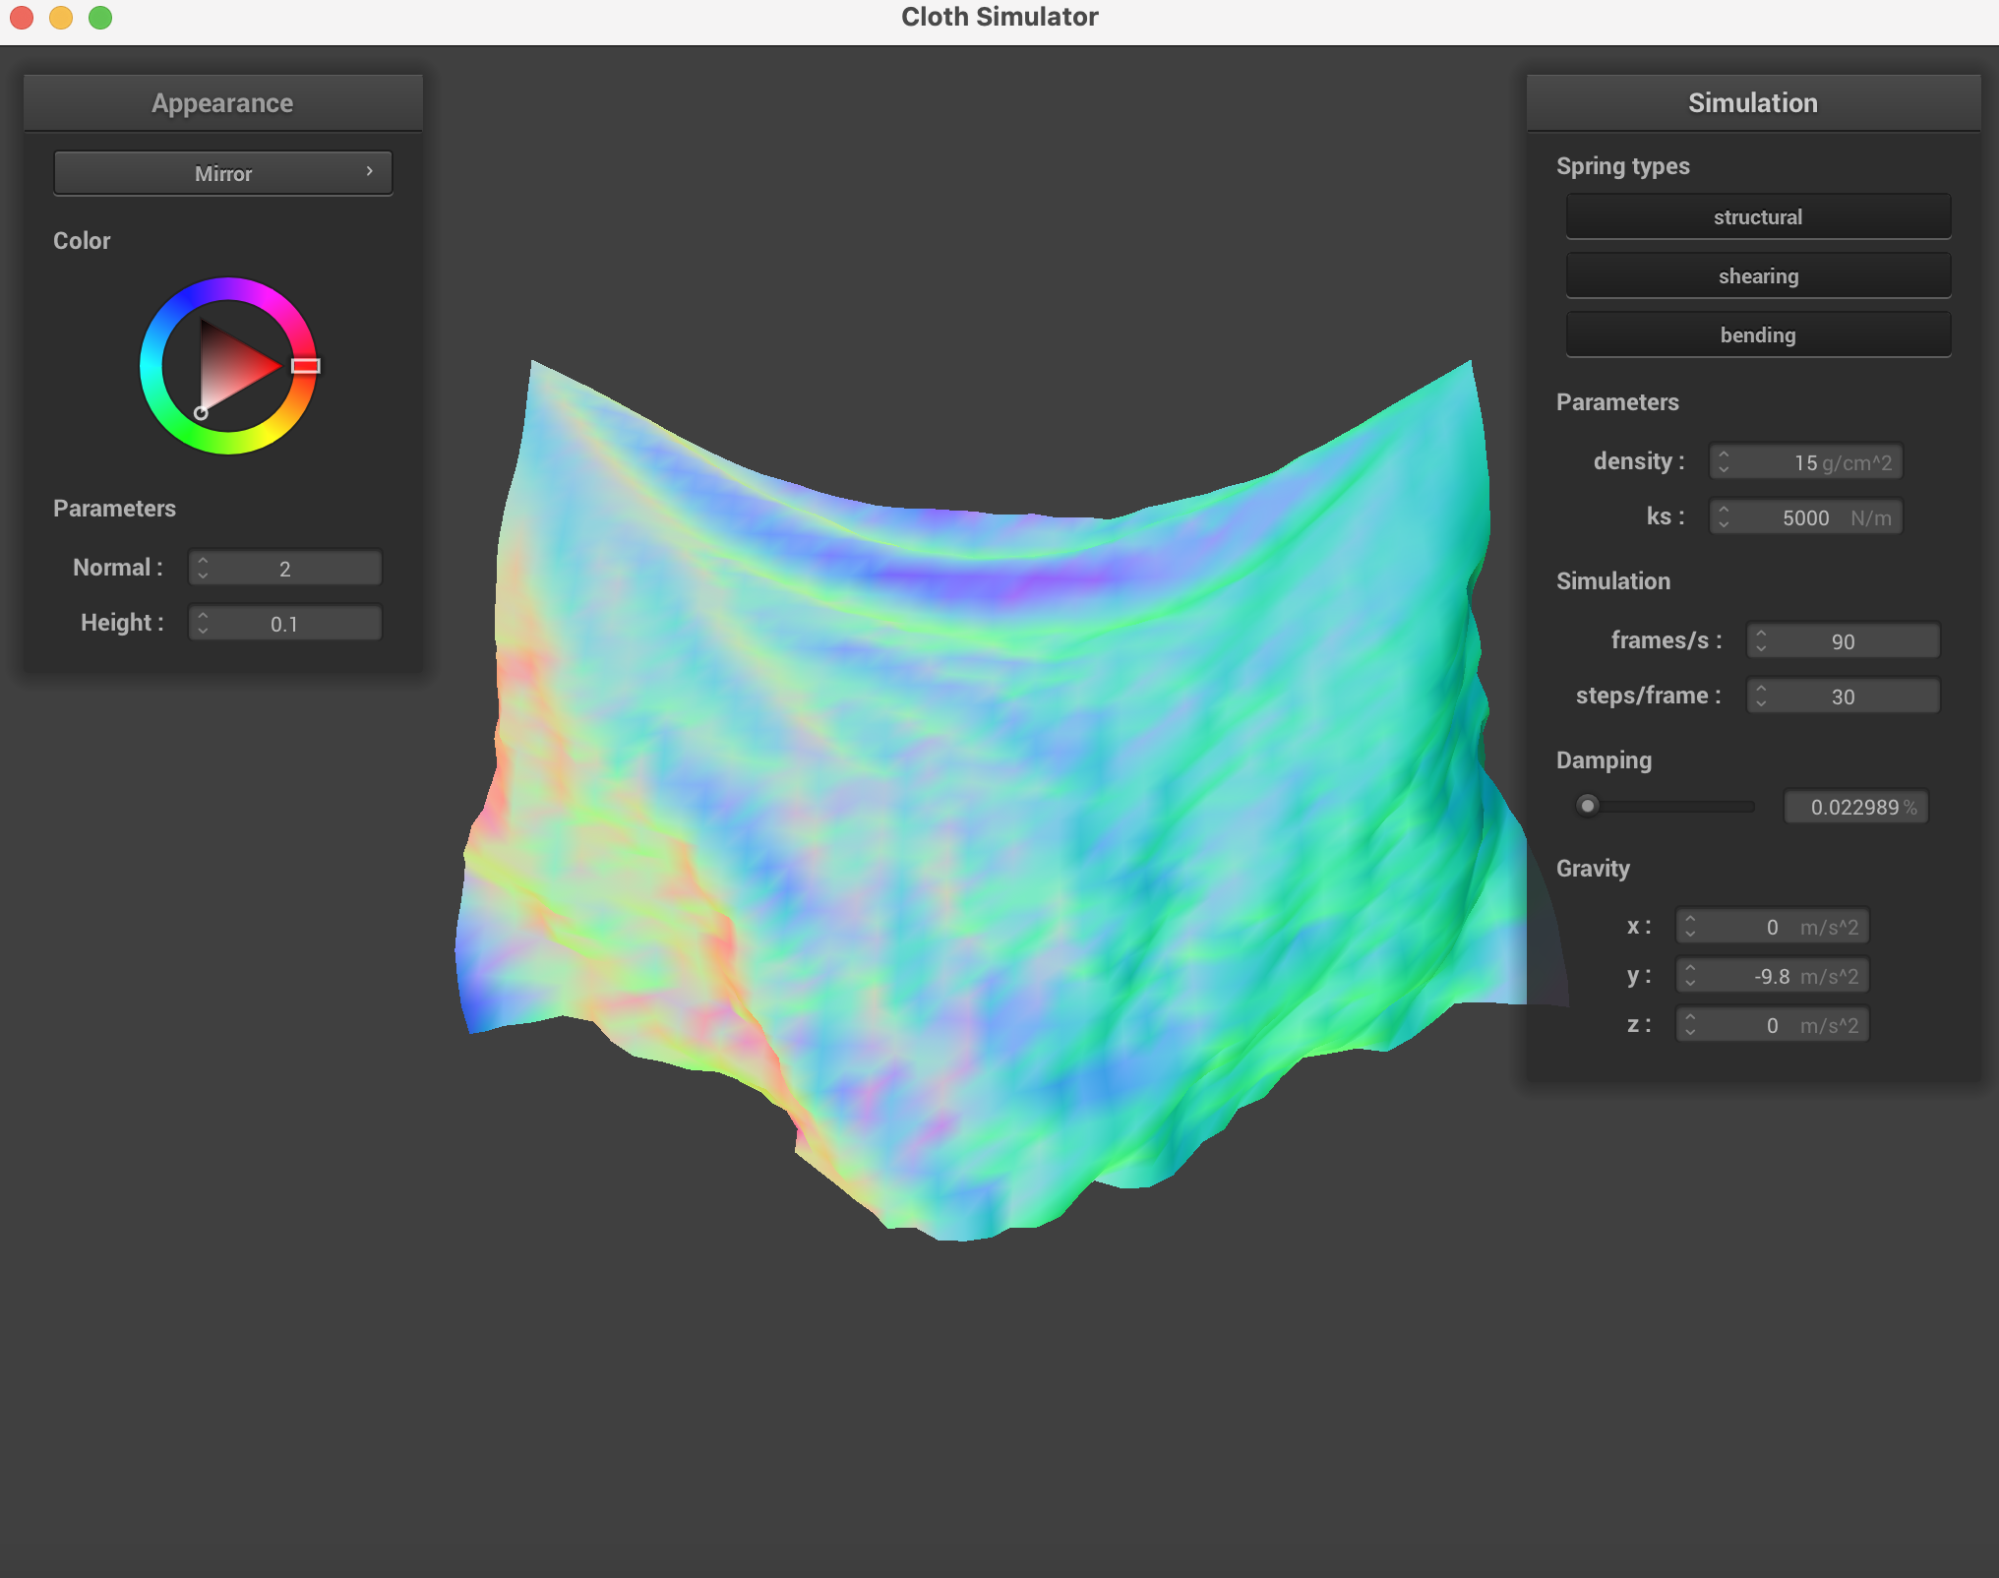 Cloth Simulator
Appearance
Mirror
Color
Parameters
Normal : 2
Height : 0.1
Simulation
Spring types
structural
shearing
bending
Parameters
density : 15 g/cm^2
ks : 5000 N/m
Simulation
frames/s : 90
steps/frame : 30
Damping
0.022989 %
Gravity
x : 0 m/s^2
y : -9.8 m/s^2
z : 0 m/s^2